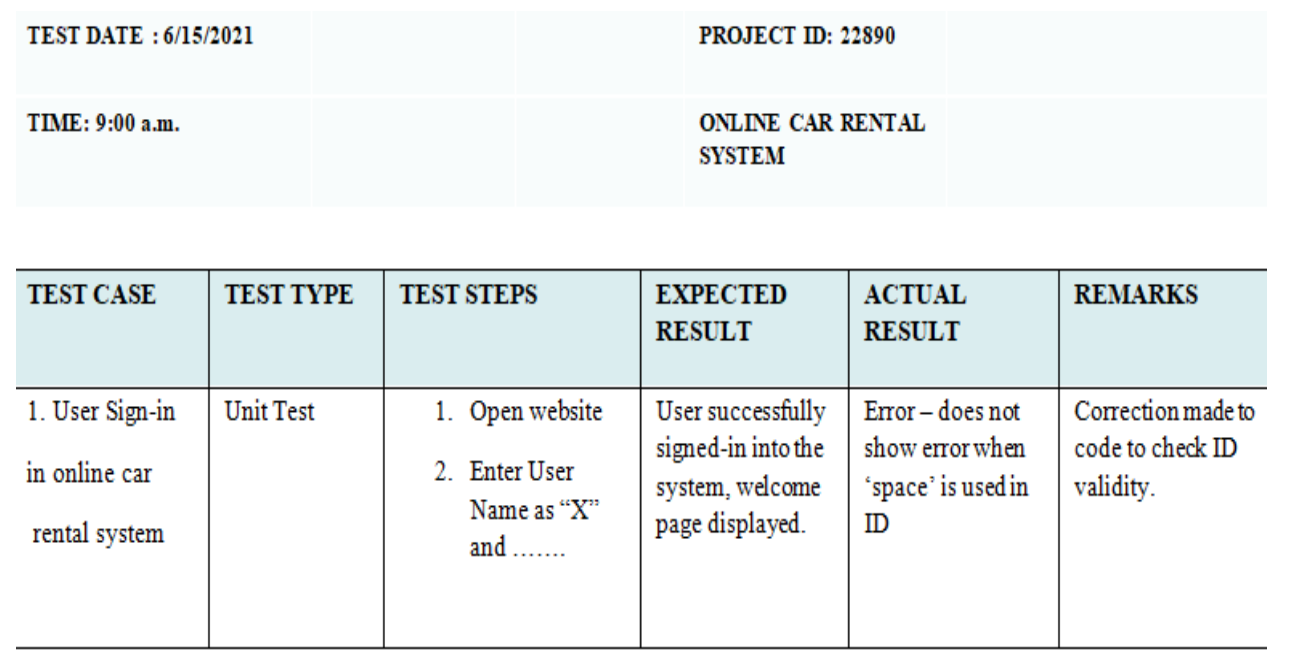 TEST DATE : 6/15/2021
PROJECT ID: 22890
TIME: 9:00 a.m.
ONLINE CAR RENTAL
SYSTEM
TEST CASE
TEST TYPE
TEST STEPS
EXPECTED
RESULT
ACTUAL
RESULT
REMARKS
1. User Sign-in
in online car
rental system
Unit Test
1. Open website
2. Enter User
Name as “X”
and …….
User successfully
signed-in into the
system, welcome
page displayed.
Error – does not
show error when
‘space’ is used in
ID
Correction made to
code to check ID
validity.